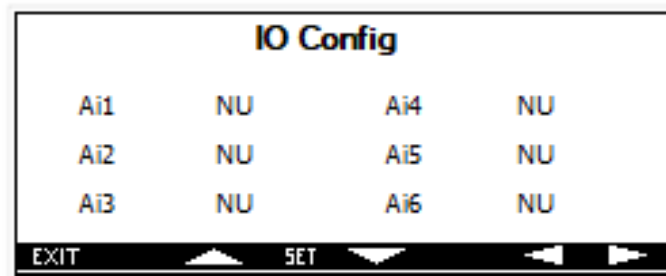 IO Config
Ai1 NU Ai4 NU
Ai2 NU Ai5 NU
Ai3 NU Ai6 NU
EXIT SET